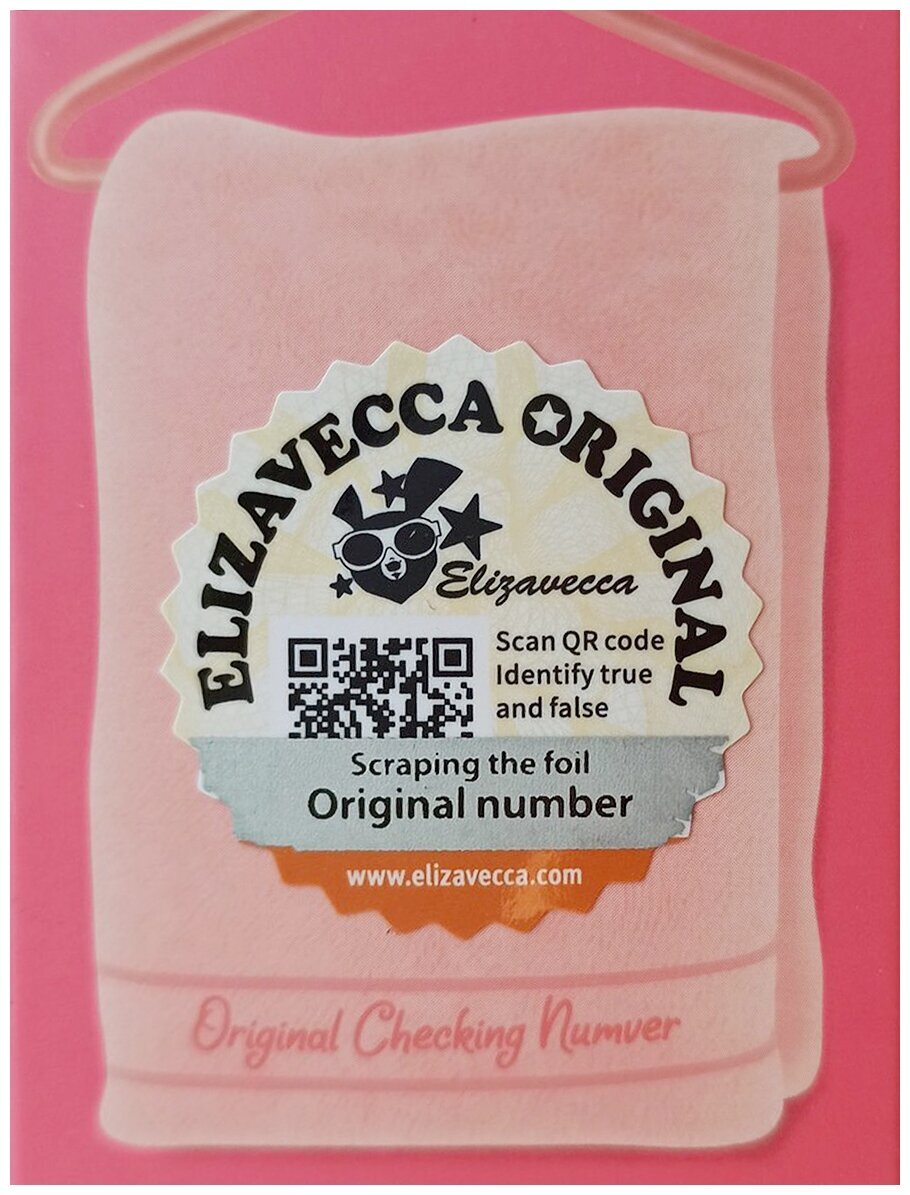 ELIZAVECCA ORIGINAL
Elizavecca
Scan QR code
Identify true
and false
Scraping the foil
Original number
www.elizavecca.com
Original Checking Numver